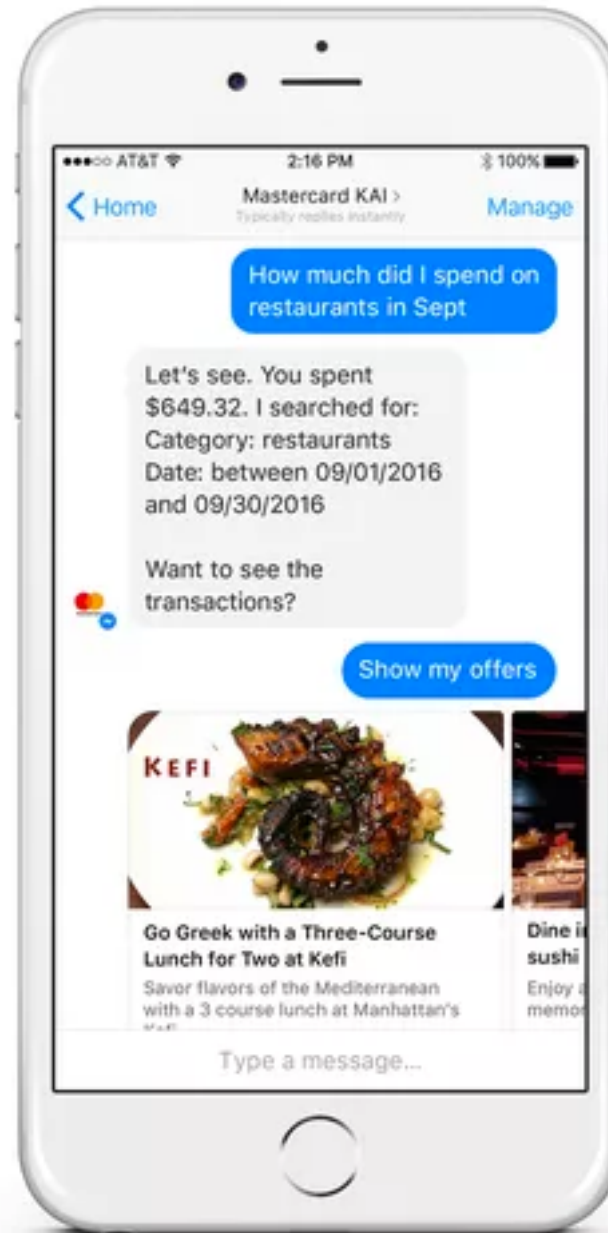 AT&T 2:16 PM 100%
Home Mastercard KAI > Manage
Typically replies instantly
How much did I spend on
restaurants in Sept
Let's see. You spent
$649.32. I searched for:
Category: restaurants
Date: between 09/01/2016
and 09/30/2016
Want to see the
transactions?
Show my offers
KEFI
Go Greek with a Three-Course
Lunch for Two at Kefi
Savor flavors of the Mediterranean
with a 3 course lunch at Manhattan's
Dine i
sushi
Enjoy a
memor
Type a message...